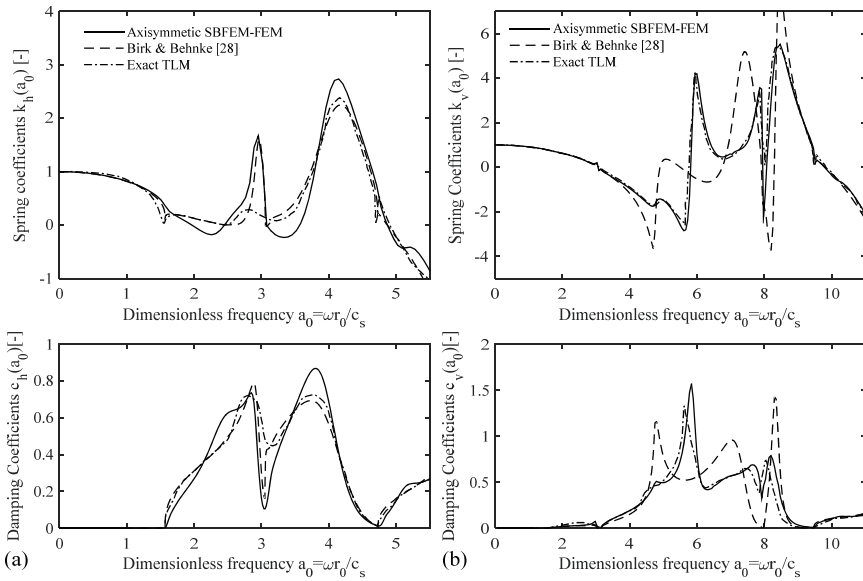 Axisymmetric SBFEM-FEM
Birk & Behnke [28]
Exact TLM
Spring coefficients k_h(a_0) [-]
4
3
2
1
0
-1
0 1 2 3 4 5
Dimensionless frequency a_0=ωr_0/c_s
Axisymmetric SBFEM-FEM
Birk & Behnke [28]
Exact TLM
Spring Coefficients k_v(a_0) [-]
6
4
2
0
-2
-4
0 2 4 6 8 10
Dimensionless frequency a_0=ωr_0/c_s
Damping Coefficients c_h(a_0)[-]
1
0.8
0.6
0.4
0.2
0
0 1 2 3 4 5
Dimensionless frequency a_0=ωr_0/c_s
(a)
Damping Coefficients c_v(a_0) [-]
2
1.5
1
0.5
0
0 2 4 6 8 10
Dimensionless frequency a_0=ωr_0/c_s
(b)